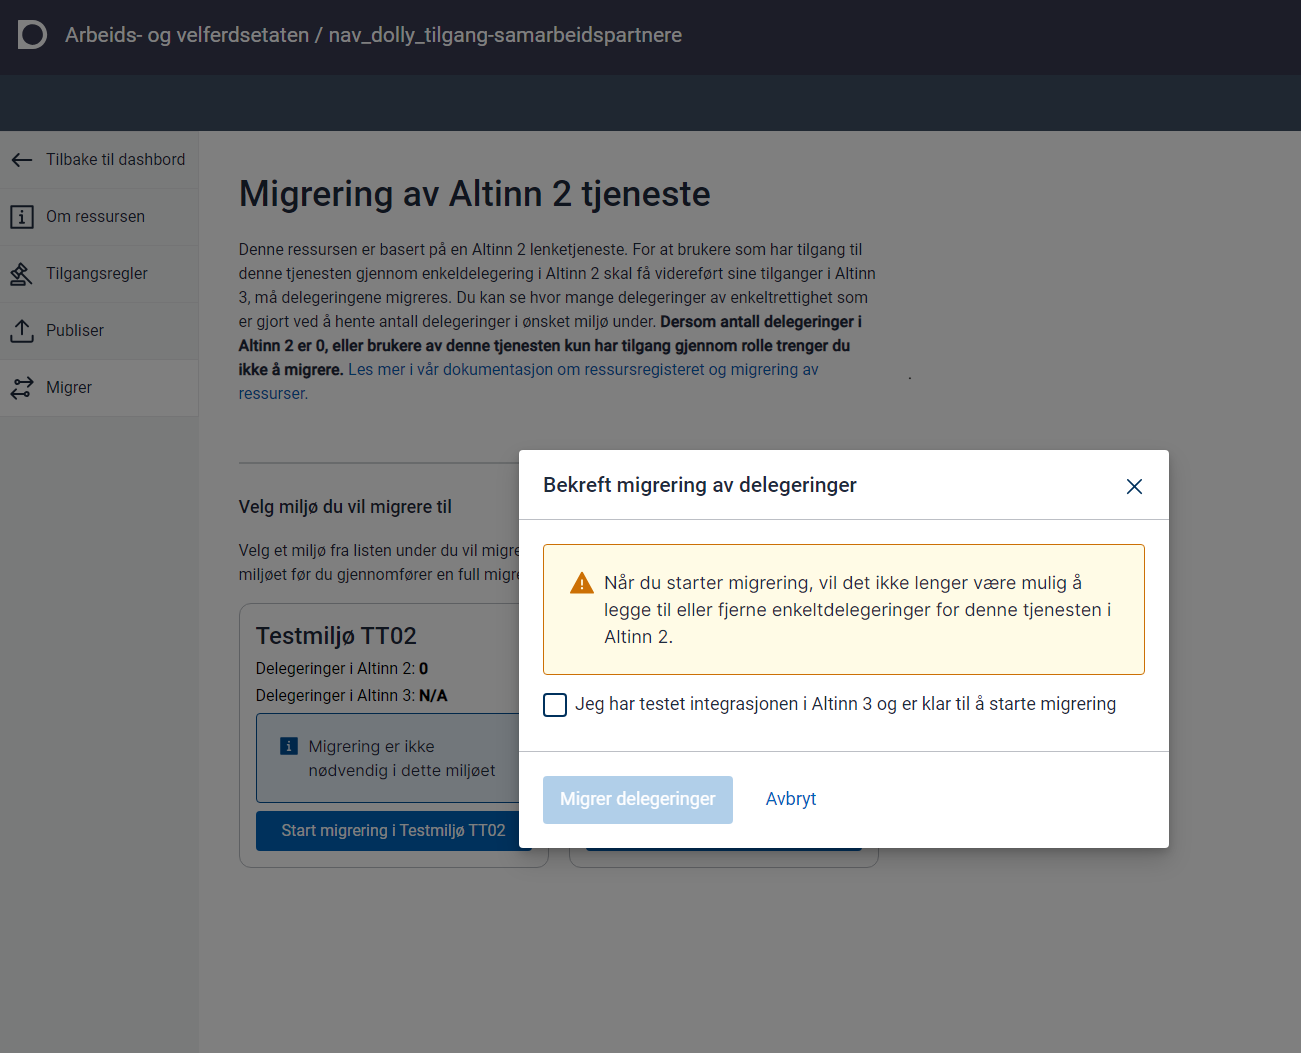 Arbeids- og velferdsetaten / nav_dolly_tilgang-samarbeidspartnere
Tilbake til dashbord
Om ressursen
Tilgangsregler
Publiser
Migrer
Migrering av Altinn 2 tjeneste
Denne ressursen er basert på en Altinn 2 lenketjeneste. For at brukere som har tilgang til
denne tjenesten gjennom enkeldelegering i Altinn 2 skal få videreført sine tilganger i Altinn
3, må delegeringene migreres. Du kan se hvor mange delegeringer av enkeltrettighet som
er gjort ved å hente antall delegeringer i ønsket miljø under. Dersom antall delegeringer i
Altinn 2 er 0, eller brukere av denne tjenesten kun har tilgang gjennom rolle trenger du
ikke å migrere. Les mer i vår dokumentasjon om ressursregisteret og migrering av
ressurser.
Velg miljø du vil migrere til
Velg et miljø fra listen under du vil migre
miljøet før du gjennomfører en full migre
Testmiljø TT02
Delegeringer i Altinn 2: 0
Delegeringer i Altinn 3: N/A
Migrering er ikke
nødvendig i dette miljøet
Start migrering i Testmiljø TT02
Bekreft migrering av delegeringer
Når du starter migrering, vil det ikke lenger være mulig å
legge til eller fjerne enkeltdelegeringer for denne tjenesten i
Altinn 2.
Jeg har testet integrasjonen i Altinn 3 og er klar til å starte migrering
Migrer delegeringer
Avbryt